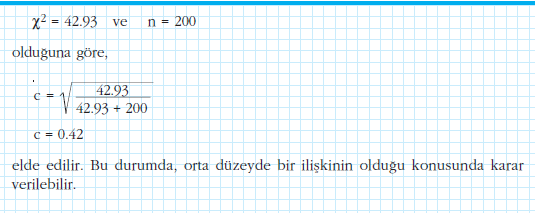 χ² = 42.93 ve n = 200
olduğuna göre,
c = √(42.93 / (42.93 + 200))
c = 0.42
elde edilir. Bu durumda, orta düzeyde bir ilişkinin olduğu konusunda karar
verilebilir.